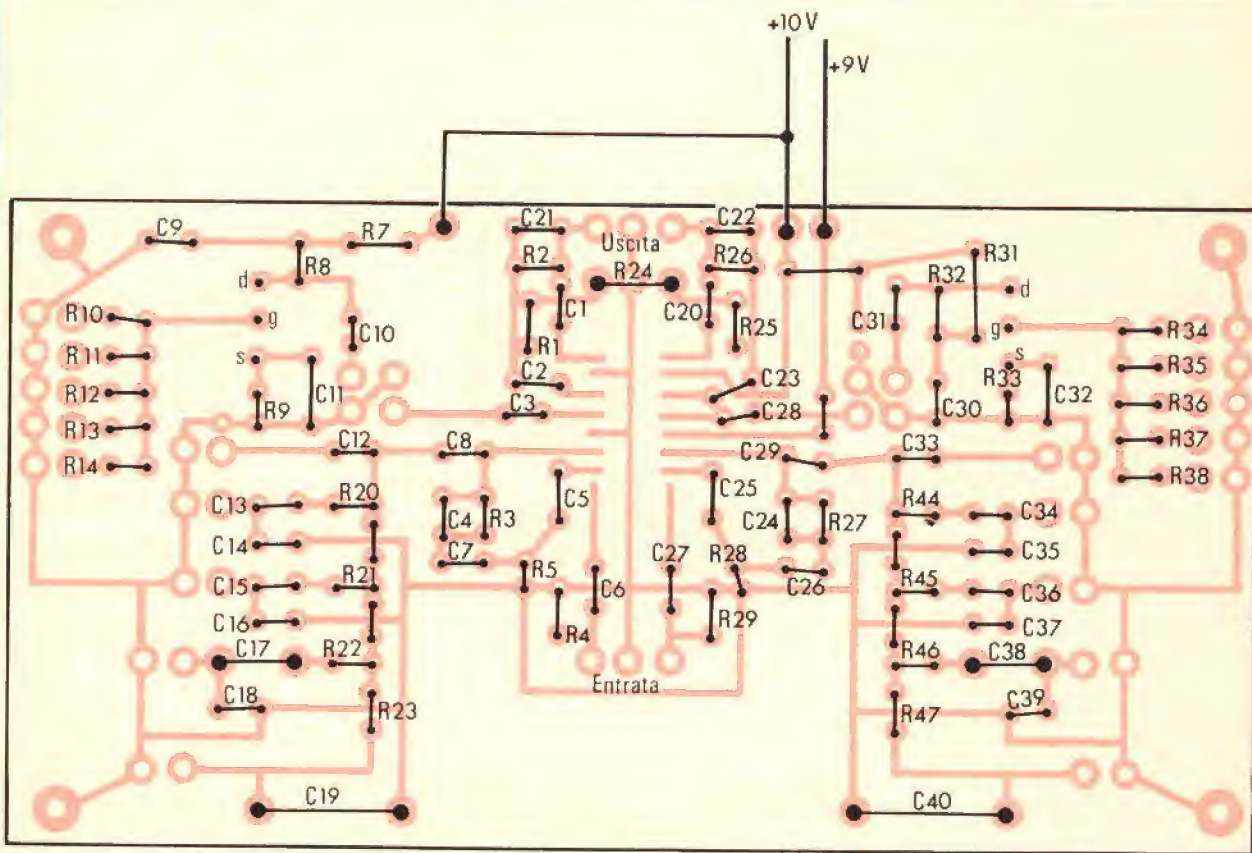 +10V
+9V
C9
R7
C21
C22
Uscita
R8
R2
R24
R26
R31
R32
d
d
R10
g
C10
C1
R1
C20
R25
C31
g
R34
R11
s
C11
C2
C23
s
R33
R35
R12
R9
C3
C28
C30
C32
R36
R13
R37
R14
C12
C8
C29
C33
R38
C13
R20
C5
C25
C4
R3
C24
R27
R44
C34
C14
C7
R5
C27
R28
C26
C35
C15
R21
C6
R45
C36
C16
R4
R29
C37
C17
R22
Entrata
R46
C38
C18
R23
R47
C39
C19
C40